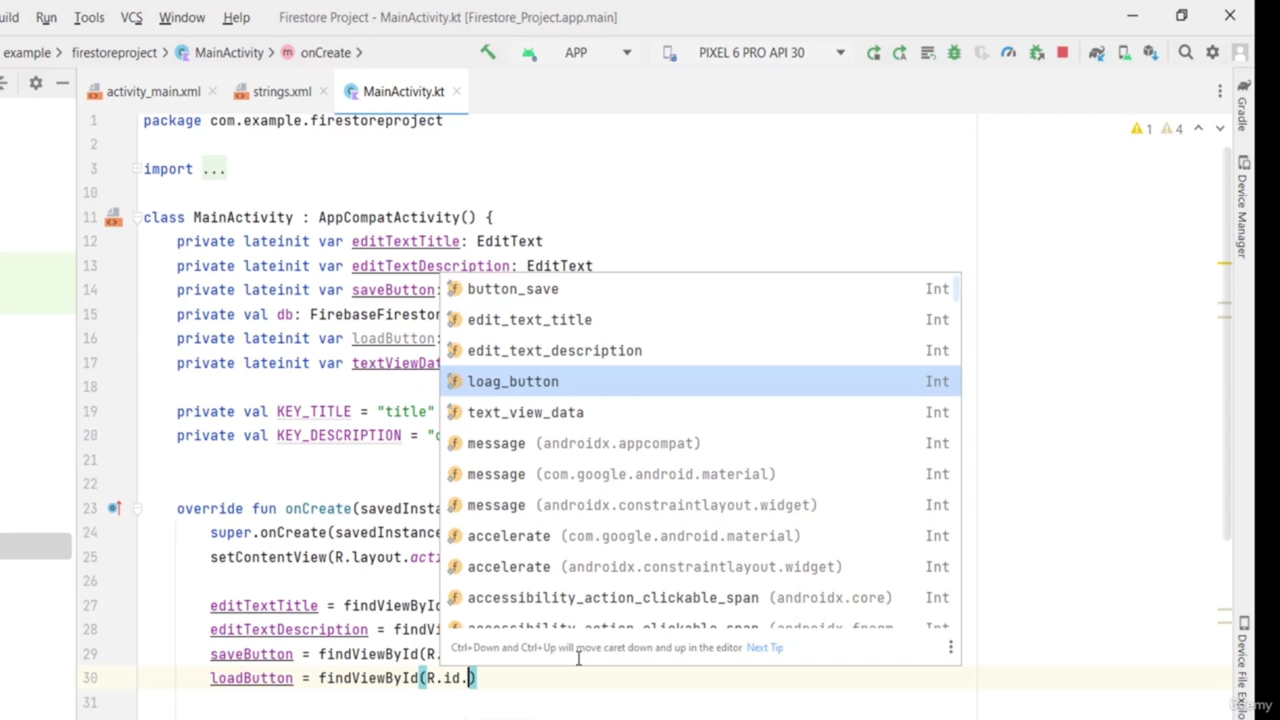 uild Run Tools VCS Window Help Firestore Project - MainActivity.kt [Firestore_Project.app.main]
example firestoreproject MainActivity onCreate APP PIXEL 6 PRO API 30
activity_main.xml strings.xml MainActivity.kt
1 package com.example.firestoreproject
1 4
2
3 import ...
10
11 class MainActivity : AppCompatActivity() {
12 private lateinit var editTextTitle: EditText
13 private lateinit var editTextDescription: EditText
14 private lateinit var saveButton:
15 private val db: FirebaseFireston
16 private lateinit var loadButton:
17 private lateinit var textViewDat
18
19 private val KEY_TITLE = "title"
20 private val KEY_DESCRIPTION = "d
21
22
23 override fun onCreate(savedInsta
24 super.onCreate(savedInstance
25 setContentView(R.layout.acti
26
27 editTextTitle = findViewById
28 editTextDescription = findVi
29 saveButton = findViewById(R.
30 loadButton = findViewById(R.id.)
31
button_save Int
edit_text_title Int
edit_text_description Int
loag_button Int
text_view_data Int
message (androidx.appcompat) Int
message (com.google.android.material) Int
message (androidx.constraintlayout.widget) Int
accelerate (com.google.android.material) Int
accelerate (androidx.constraintlayout.widget) Int
accessibility_action_clickable_span (androidx.core) Int
accessibility_action_clickable_span (androidx.fragm Int
Ctrl+Down and Ctrl+Up will move caret down and up in the editor Next Tip
Gradle
Device Manager
Device File Explo
Udemy